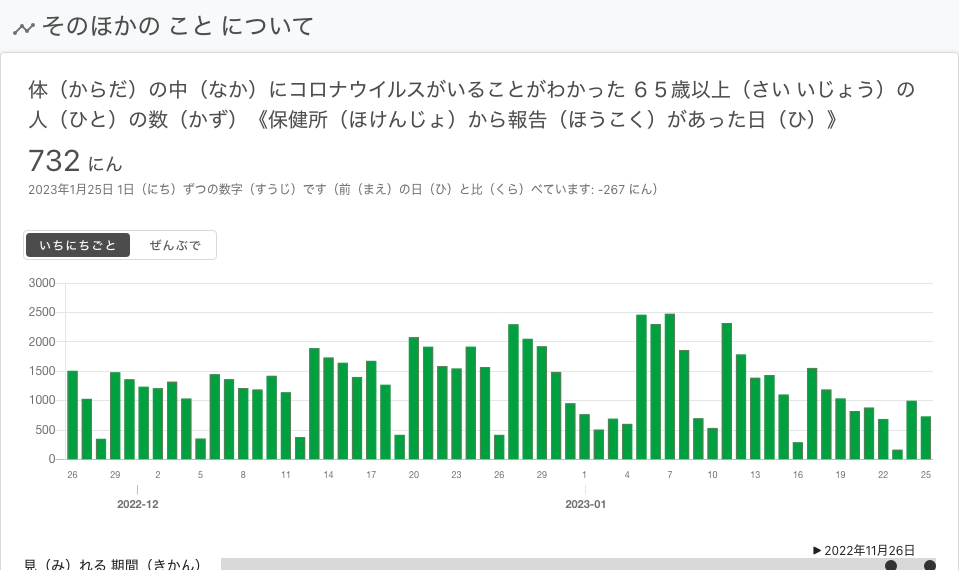 そのほかの こと について
体（からだ）の中（なか）にコロナウイルスがいることがわかった ６５歳以上（さい いじょう）の
人（ひと）の数（かず）《保健所（ほけんじょ）から報告（ほうこく）があった日（ひ）》
732 にん
2023年1月25日 1日（にち）ずつの数字（すうじ）です（前（まえ）の日（ひ）と比（くら）べています: -267 にん）
いちにちごと ぜんぶで
3000
2500
2000
1500
1000
500
0
26 29 2 5 8 11 14 17 20 23 26 29 1 4 7 10 13 16 19 22 25
2022-12 2023-01
▶2022年11月26日
見（み）れる 期間（きかん）